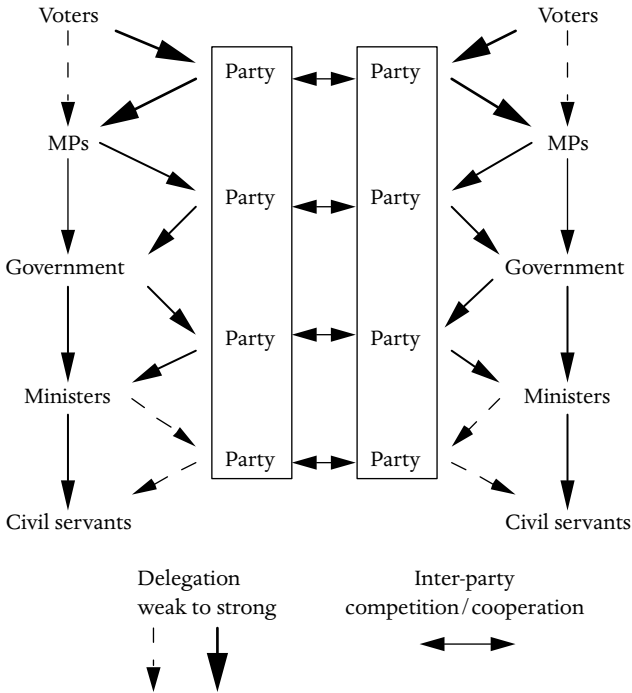 Voters
Voters
Party
Party
MPs
MPs
Party
Party
Government
Government
Party
Party
Ministers
Ministers
Party
Party
Civil servants
Civil servants
Delegation
weak to strong
Inter-party
competition/cooperation